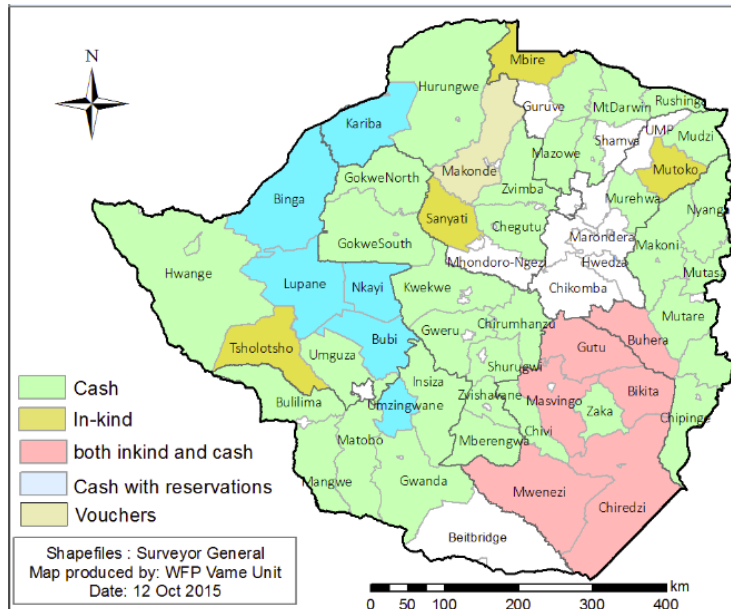 N
Mbire
Hurungwe
Guruve
MtDarwin
Rushinga
Kariba
UMP
Shamva
Mudzi
Mazowe
Makonde
Mutoko
GokweNorth
Zvimba
Murehwa
Binga
Sanyati
Nyanga
Chegutu
GokweSouth
Marondera
Makoni
Mhondoro-Ngezi
Hwedza
Hwange
Mutasa
Lupane
Nkayi
Kwekwe
Chikomba
Mutare
Chirumhanzu
Gweru
Bubi
Buhera
Tsholotsho
Umguza
Gutu
Shurugwi
Insiza
Bikita
Cash
Zvishavane
Masvingo
Bulilima
Umzingwane
Zaka
Chipinge
In-kind
Chivi
Matobo
Mberengwa
both inkind and cash
Mangwe
Gwanda
Mwenezi
Cash with reservations
Chiredzi
Vouchers
Beitbridge
Shapefiles : Surveyor General
Map produced by: WFP Vame Unit
Date: 12 Oct 2015
km
0 50 100 200 300 400